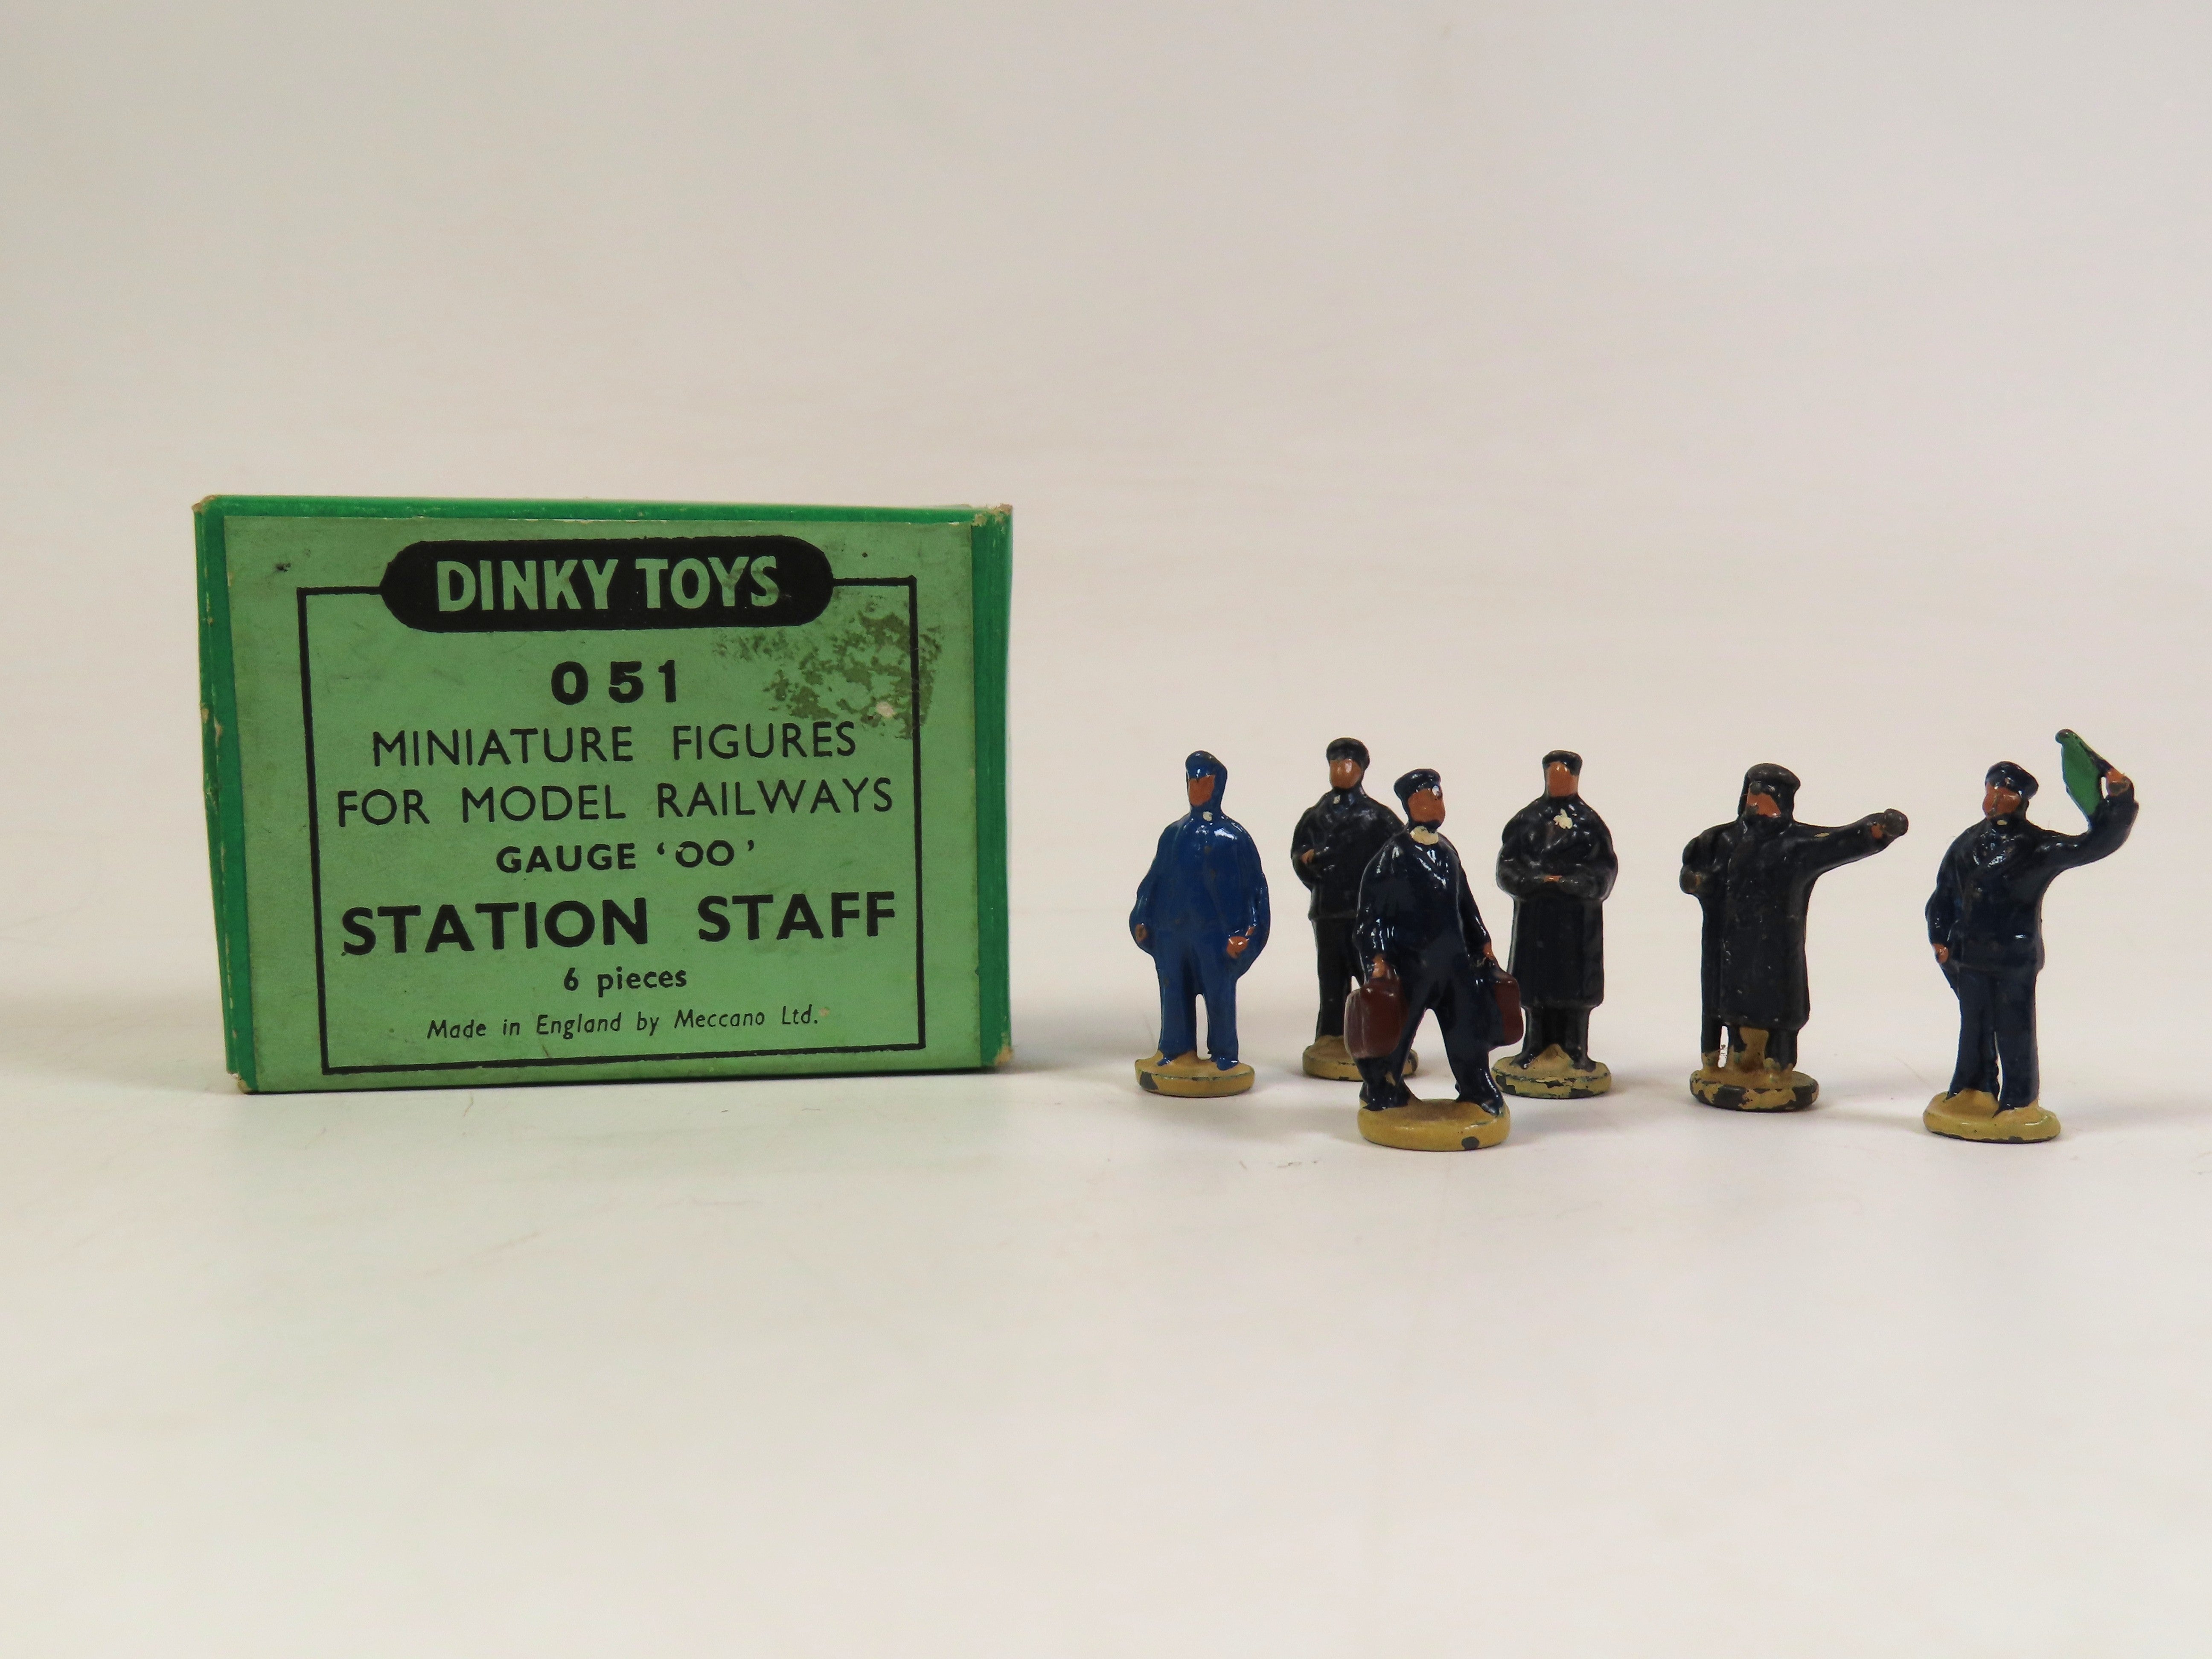 DINKY TOYS
051
MINIATURE FIGURES
FOR MODEL RAILWAYS
GAUGE ‘OO’
STATION STAFF
6 pieces
Made in England by Meccano Ltd.